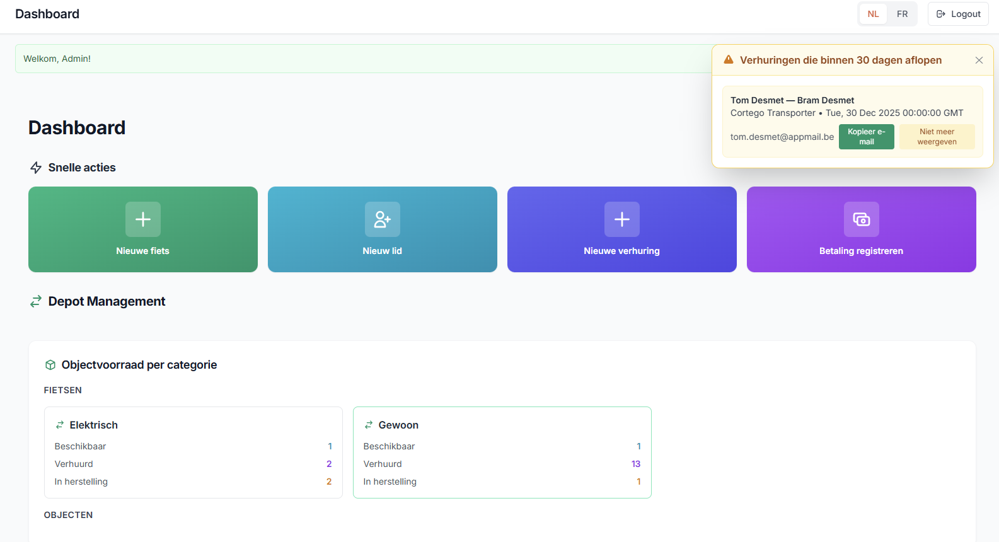 Dashboard
NL
FR
Logout
Welkom, Admin!
Verhuringen die binnen 30 dagen aflopen
Tom Desmet — Bram Desmet
Cortego Transporter • Tue, 30 Dec 2025 00:00:00 GMT
tom.desmet@appmail.be
Kopieer e-
mail
Niet meer
weergeven
Dashboard
Snelle acties
Nieuwe fiets
Nieuw lid
Nieuwe verhuring
Betaling registreren
Depot Management
Objectvoorraad per categorie
FIETSEN
Elektrisch
Beschikbaar 1
Verhuurd 2
In herstelling 2
Gewoon
Beschikbaar 1
Verhuurd 13
In herstelling 1
OBJECTEN